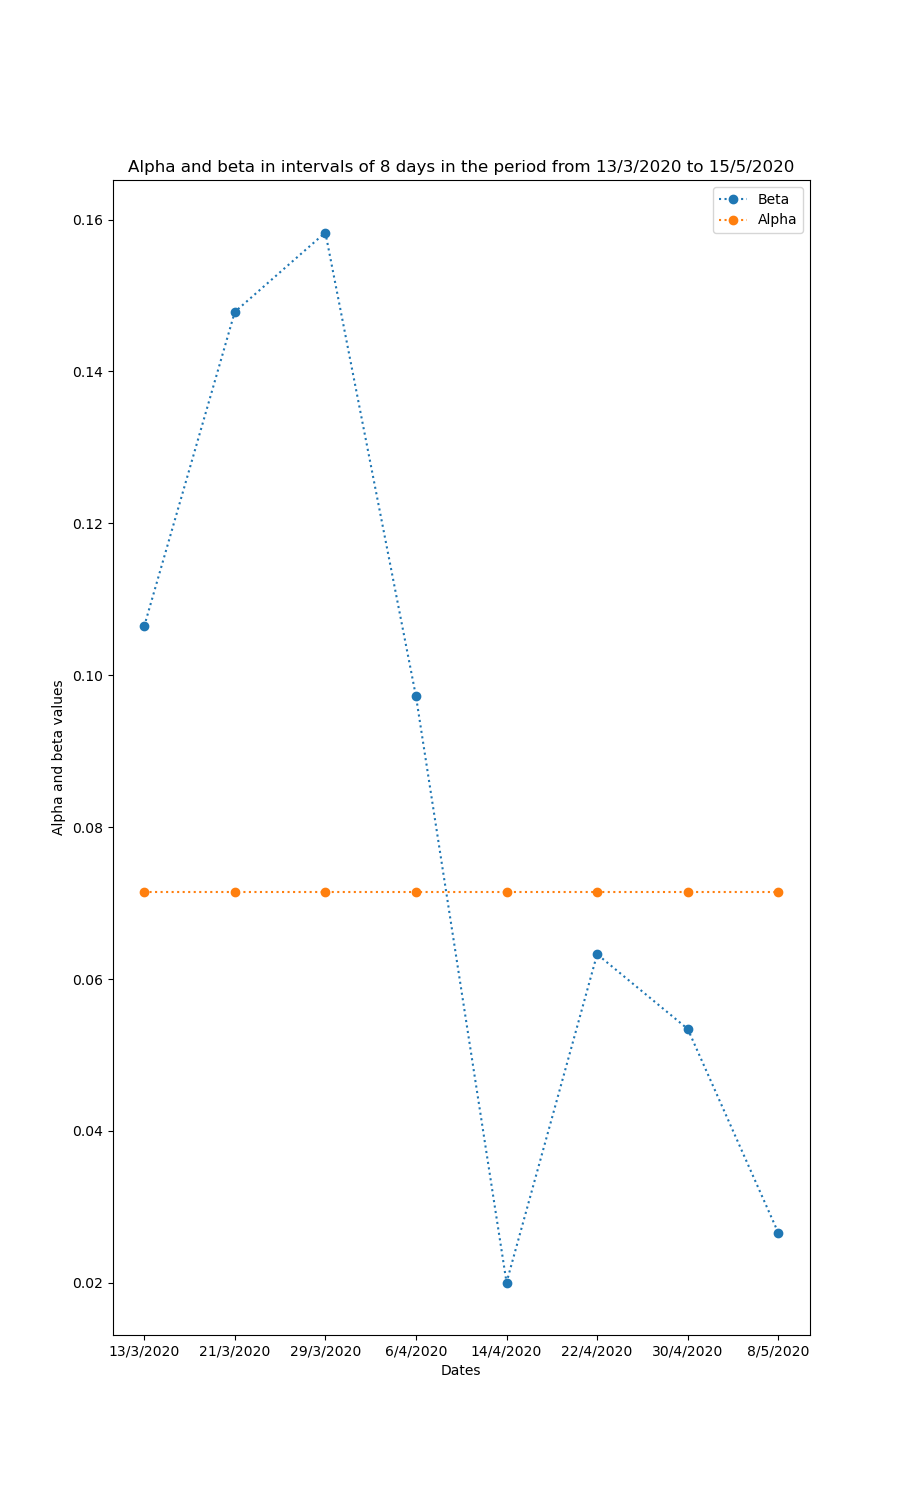 Alpha and beta in intervals of 8 days in the period from 13/3/2020 to 15/5/2020
Beta
Alpha
0.16
0.14
0.12
0.10
0.08
0.06
0.04
0.02
Alpha and beta values
13/3/2020 21/3/2020 29/3/2020 6/4/2020 14/4/2020 22/4/2020 30/4/2020 8/5/2020
Dates